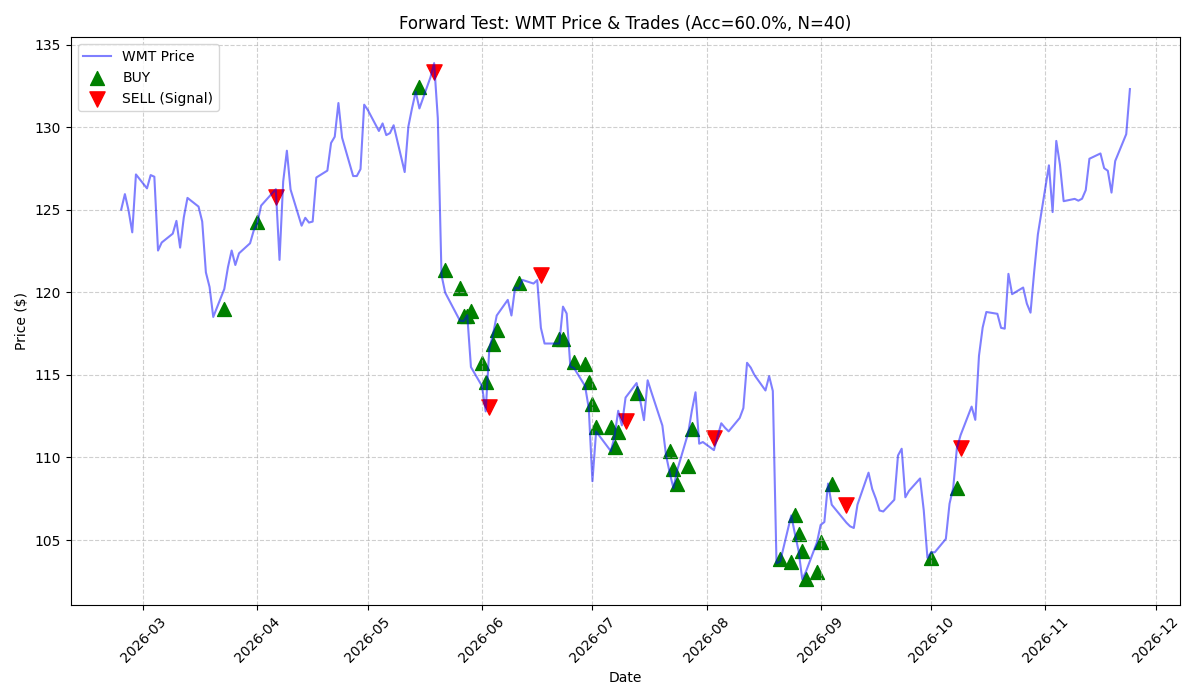 Forward Test: WMT Price & Trades (Acc=60.0%, N=40)
WMT Price
BUY
SELL (Signal)
Price ($)
135
130
125
120
115
110
105
2026-03
2026-04
2026-05
2026-06
2026-07
2026-08
2026-09
2026-10
2026-11
2026-12
Date